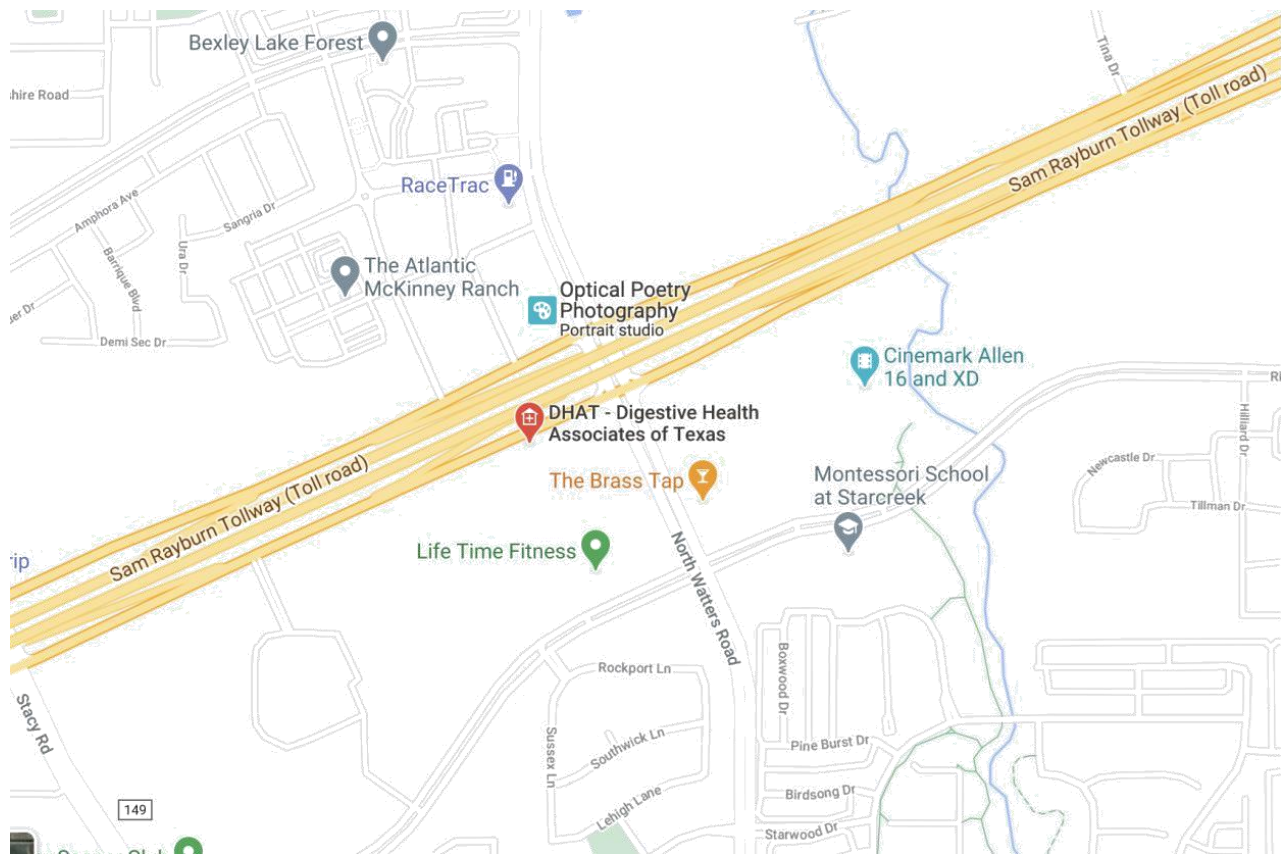 Bexley Lake Forest
Tina Dr
hire Road
Sam Rayburn Tollway (Toll road)
RaceTrac
Amphora Ave
Sangria Dr
Barrique Blvd
Ura Dr
The Atlantic
McKinney Ranch
Optical Poetry
Photography
Portrait studio
uer Dr
Demi Sec Dr
Cinemark Allen
16 and XD
DHAT - Digestive Health
Associates of Texas
Hilliard Dr
Newcastle Dr
The Brass Tap
Montessori School
at Starcreek
Tillman Dr
Sam Rayburn Tollway (Toll road)
Life Time Fitness
rip
North Watters Road
Rockport Ln
Boxwood Dr
Stacy Rd
Sussex Ln
Southwick Ln
Pine Burst Dr
Birdsong Dr
149
Lehigh Lane
Starwood Dr